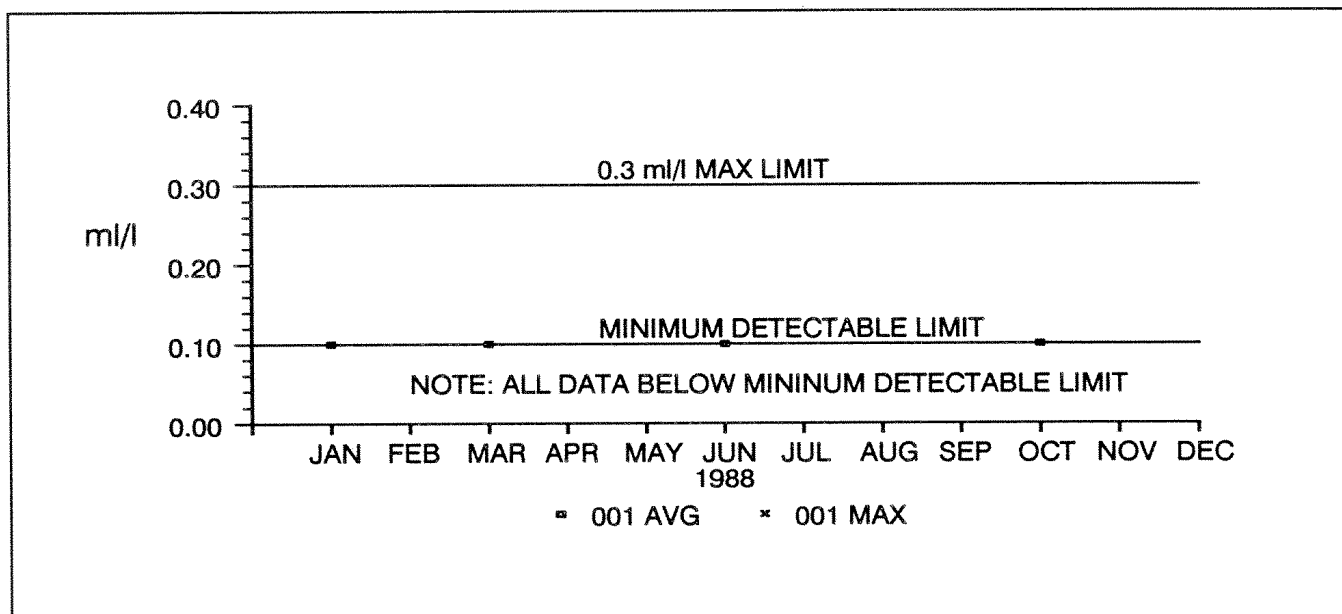 0.40
0.3 ml/l MAX LIMIT
0.30
ml/l
0.20
MINIMUM DETECTABLE LIMIT
0.10
NOTE: ALL DATA BELOW MININUM DETECTABLE LIMIT
0.00
JAN FEB MAR APR MAY JUN JUL AUG SEP OCT NOV DEC
1988
001 AVG 001 MAX